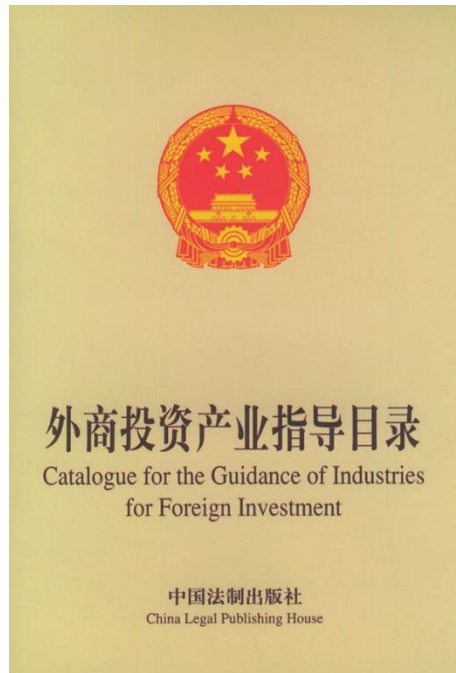 外商投资产业指导目录
Catalogue for the Guidance of Industries
for Foreign Investment
中国法制出版社
China Legal Publishing House